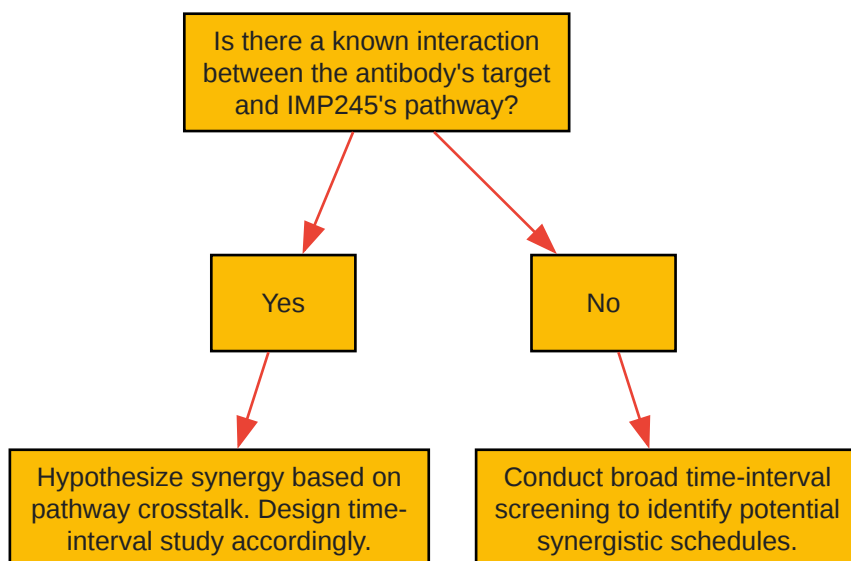 Is there a known interaction
between the antibody's target
and IMP245's pathway?
Yes
No
Hypothesize synergy based on
pathway crosstalk. Design time-
interval study accordingly.
Conduct broad time-interval
screening to identify potential
synergistic schedules.